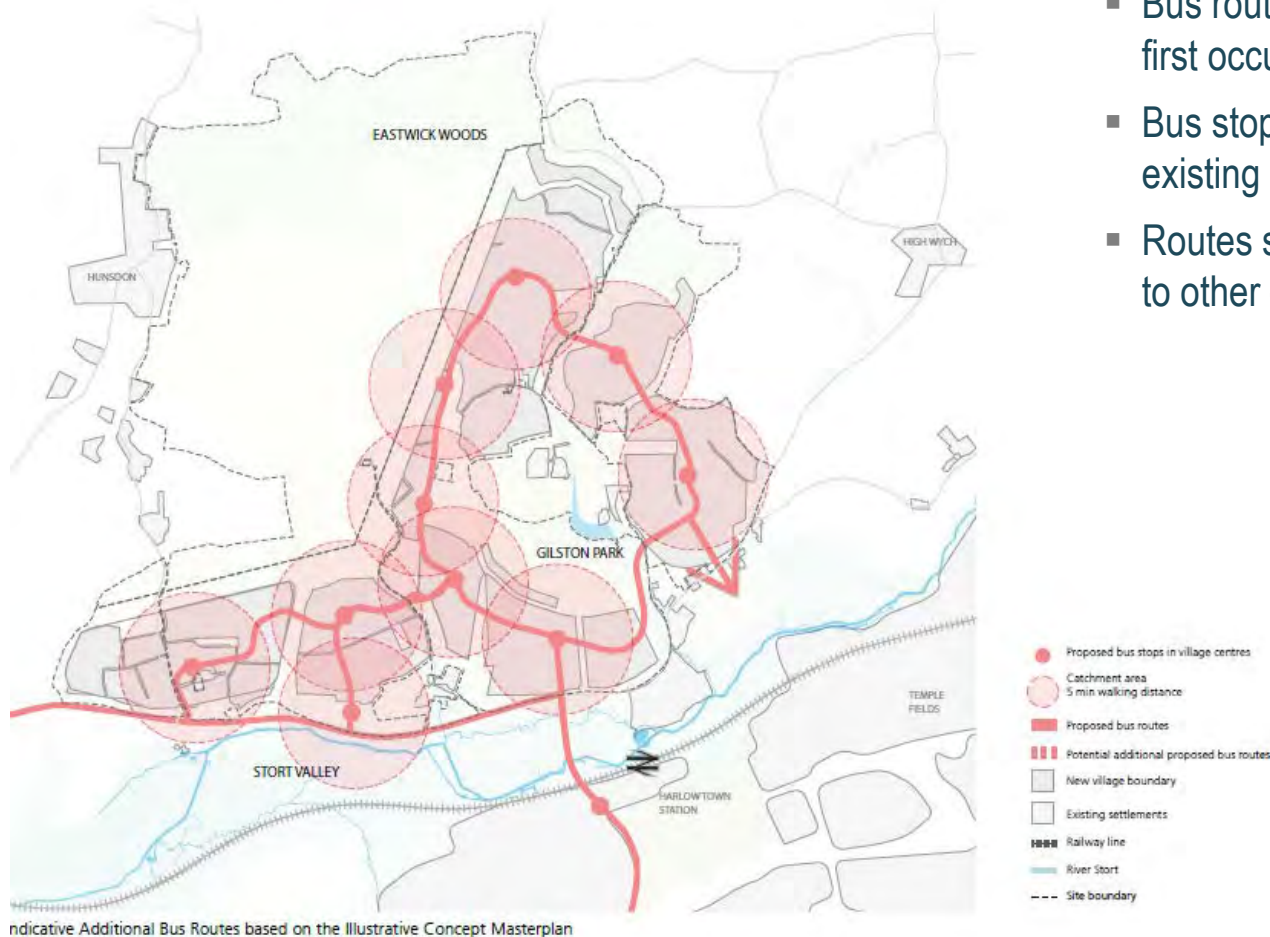 Bus rout
first occu
Bus stop
existing
Routes s
to other
EASTWICK WOODS
HUNSDON
HIGH WYCH
GILSTON PARK
TEMPLE
FIELDS
STORT VALLEY
HARLOWTOWN
STATION
Proposed bus stops in village centres
Catchment area
5 min walking distance
Proposed bus routes
Potential additional proposed bus routes
New village boundary
Existing settlements
Railway line
River Stort
Site boundary
ndicative Additional Bus Routes based on the Illustrative Concept Masterplan